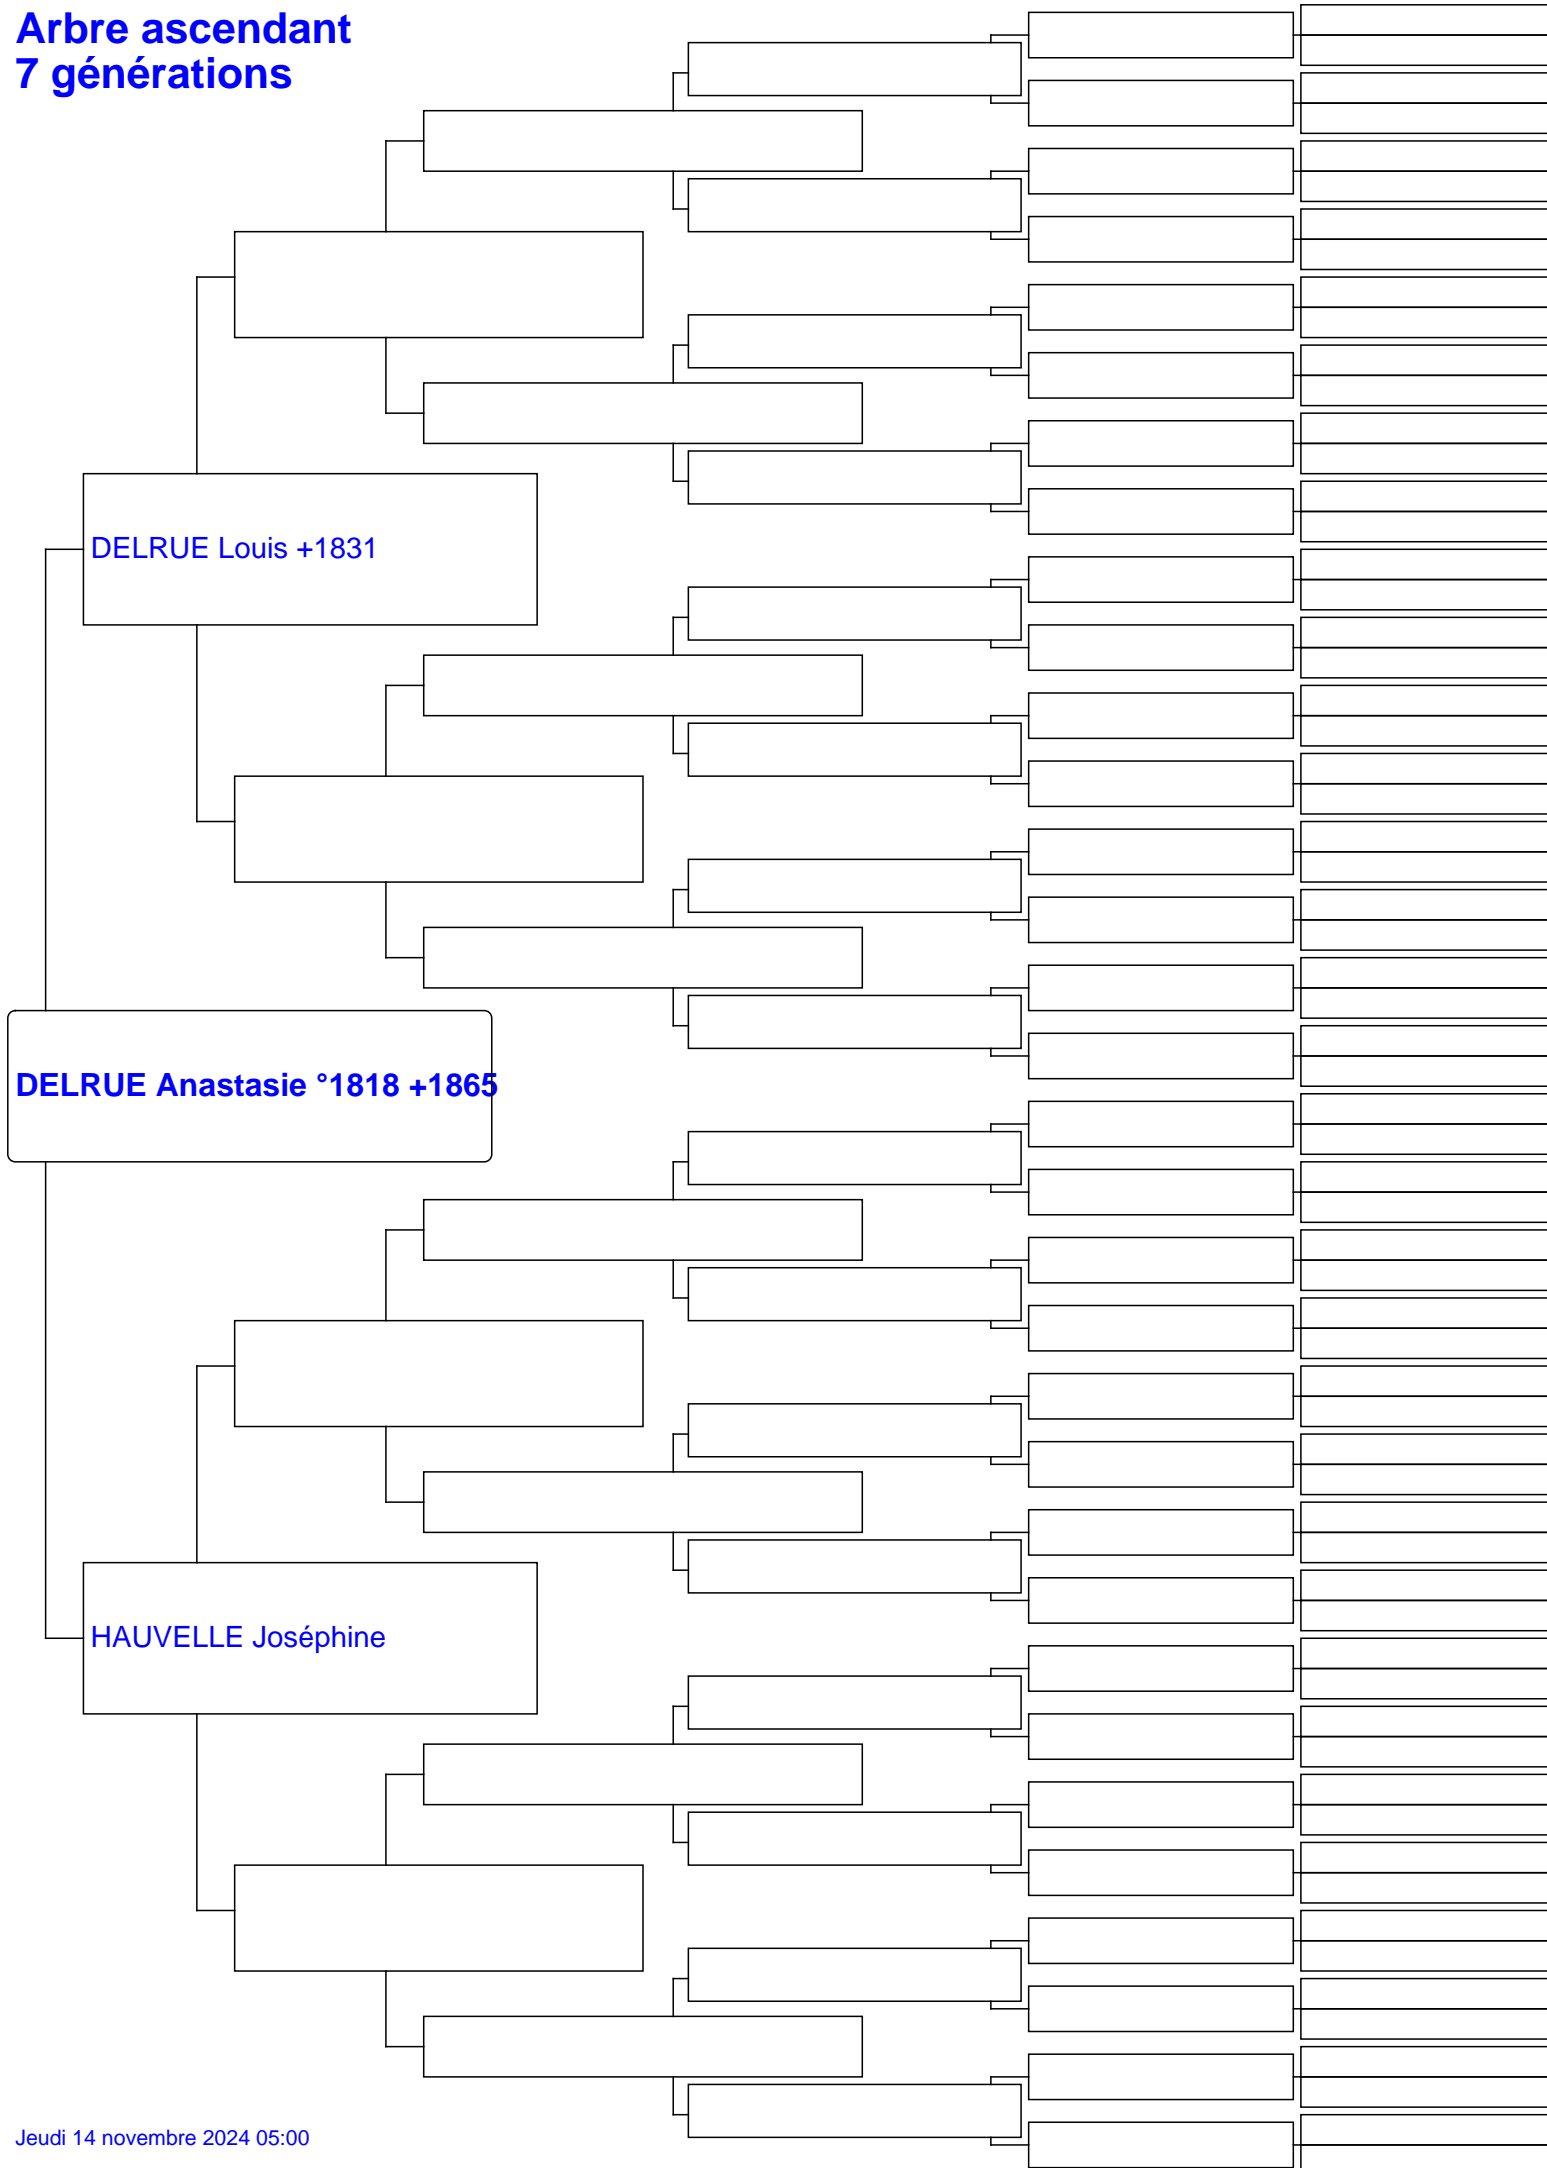 Arbre ascendant
7 générations
DELRUE Louis +1831
DELRUE Anastasie °1818 +1865
HAUVELLE Joséphine
Jeudi 14 novembre 2024 05:00